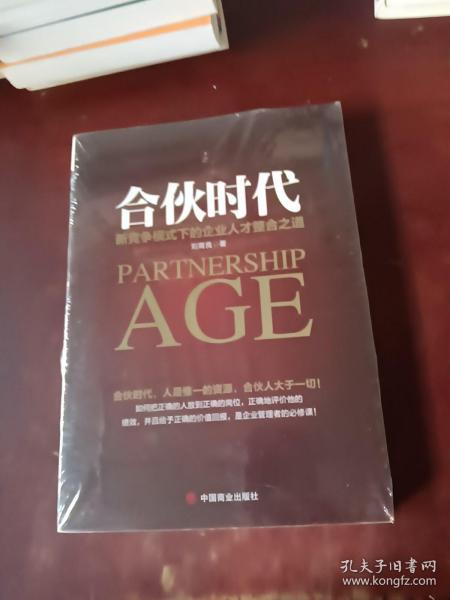 合伙时代
新竞争模式下的企业人才整合之道
PARTNERSHIP
AGE
合伙时代，人是唯一的资源，合伙人大于一切！
如何把正确的人放到正确的岗位，正确地评价他的
绩效，并且给予正确的价值回报，是企业管理者的必修课！
中国商业出版社
孔夫子旧书网
www.kongfz.com